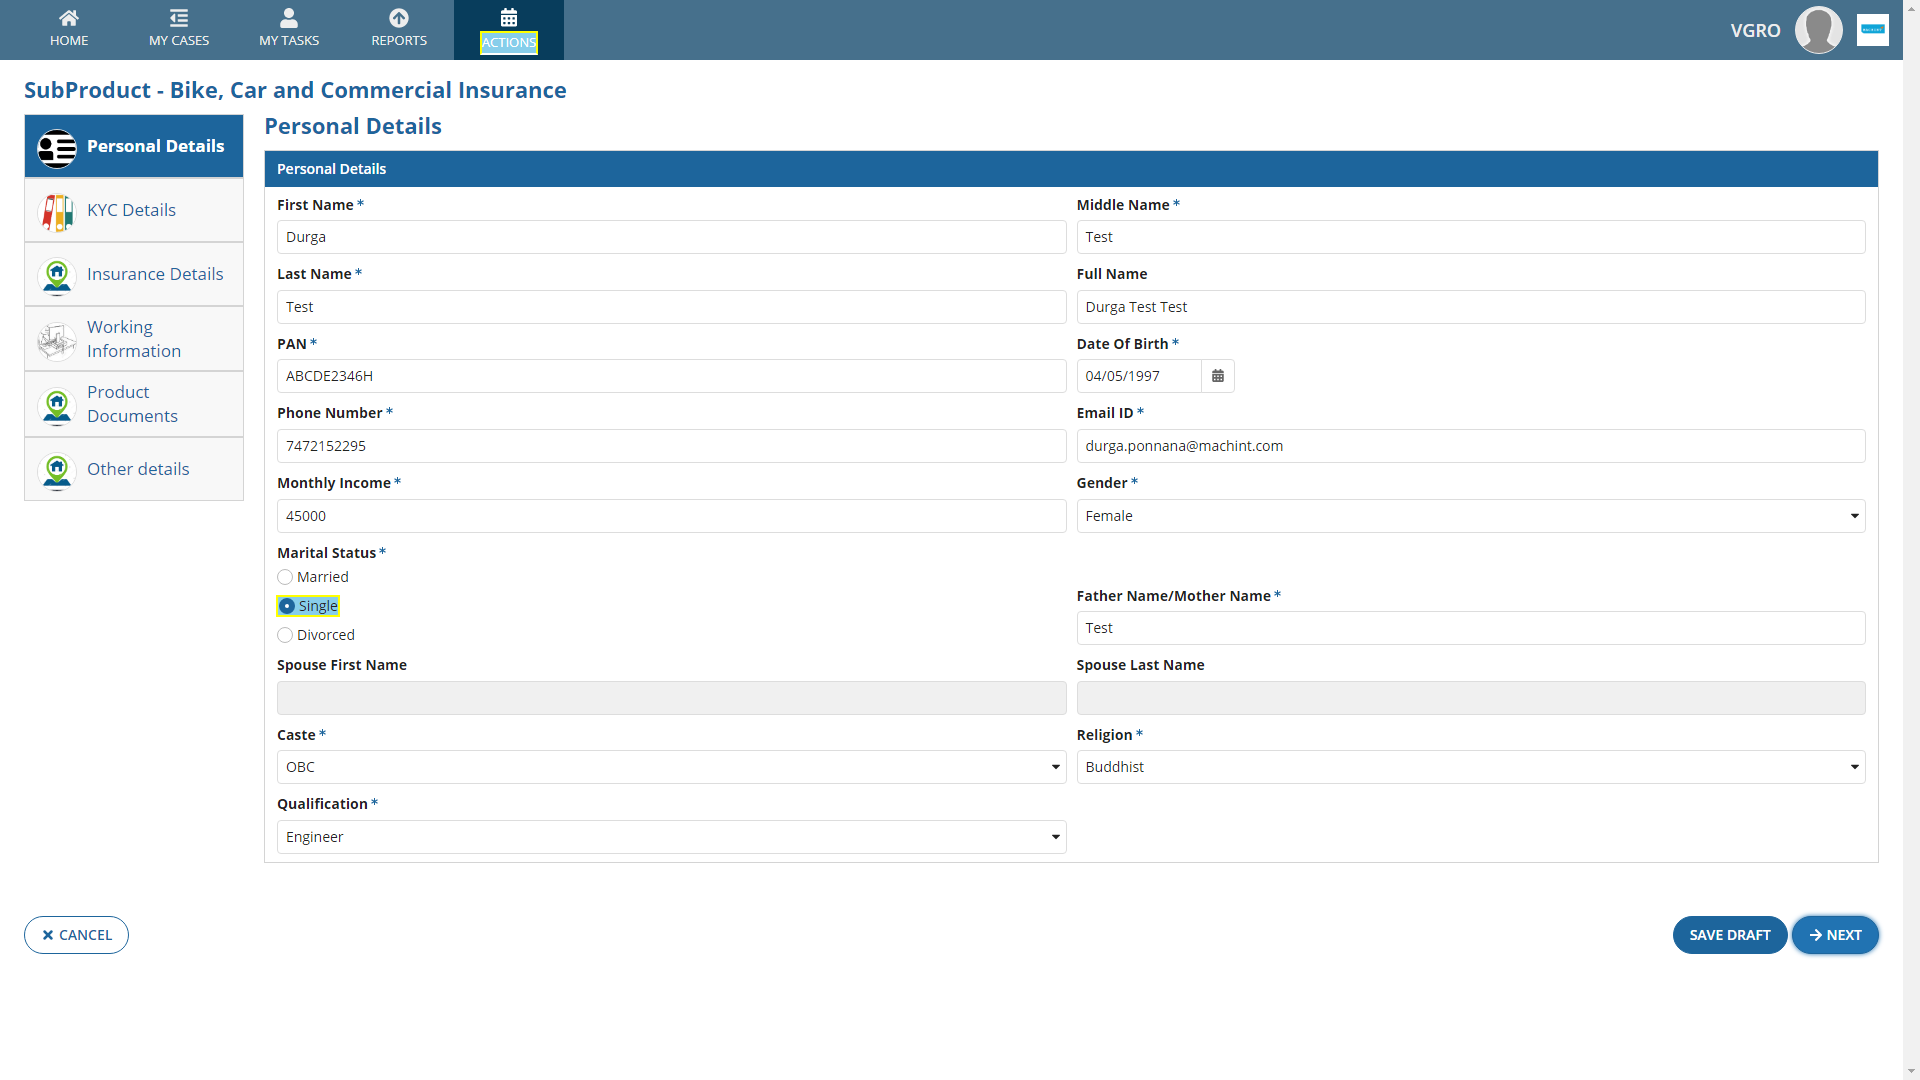 HOME
MY CASES
MY TASKS
REPORTS
ACTIONS
VGRO
SubProduct - Bike, Car and Commercial Insurance
Personal Details
KYC Details
Insurance Details
Working
Information
Product
Documents
Other details
Personal Details
Personal Details
First Name *
Middle Name *
Durga
Test
Last Name *
Full Name
Test
Durga Test Test
PAN *
Date Of Birth *
ABCDE2346H
04/05/1997
Phone Number *
Email ID *
7472152295
durga.ponnana@machint.com
Monthly Income *
Gender *
45000
Female
Marital Status *
Married
Single
Divorced
Father Name/Mother Name *
Test
Spouse First Name
Spouse Last Name
Caste *
Religion *
OBC
Buddhist
Qualification *
Engineer
CANCEL
SAVE DRAFT
NEXT